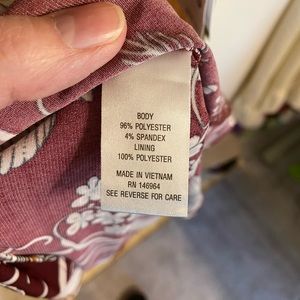 BODY
96% POLYESTER
4% SPANDEX
LINING
100% POLYESTER
MADE IN VIETNAM
RN 146964
SEE REVERSE FOR CARE